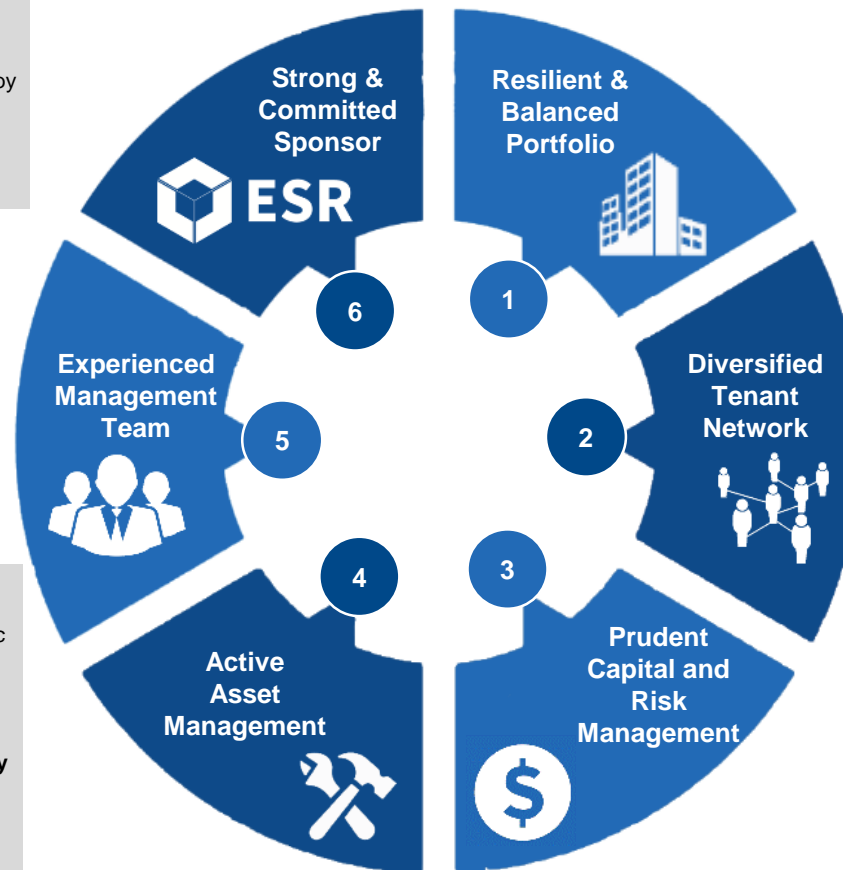 Strong &
Committed
Sponsor
ESR
6
Resilient &
Balanced
Portfolio
1
Diversified
Tenant
Network
2
Prudent
Capital and
Risk
Management
3
$
Active
Asset
Management
4
Experienced
Management
Team
5